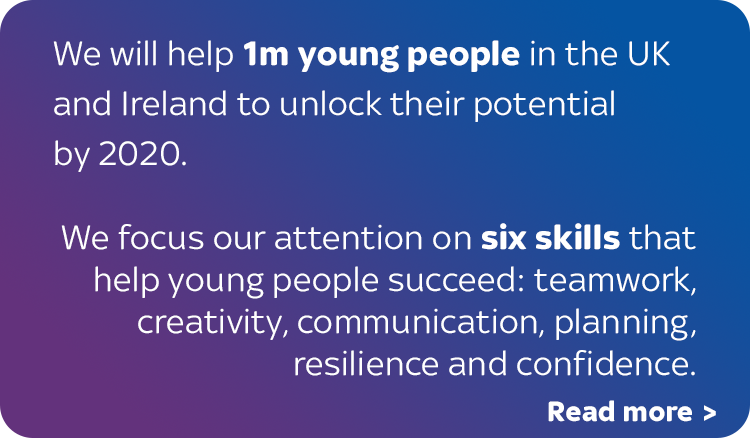 We will help 1m young people in the UK
and Ireland to unlock their potential
by 2020.
We focus our attention on six skills that
help young people succeed: teamwork,
creativity, communication, planning,
resilience and confidence.
Read more >